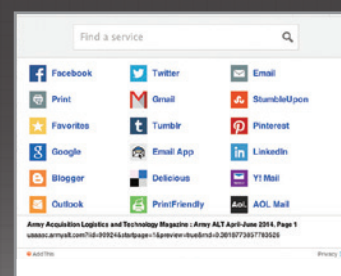 Find a service
Facebook Twitter Email
Print Gmail StumbleUpon
Favorites Tumblr Pinterest
Google Email App LinkedIn
Blogger Delicious Y! Mail
Outlook PrintFriendly Aol. AOL Mail
Army Acquisition Logistics and Technology Magazine : Army ALT April-June 2014, Page 1
AddThis Privacy